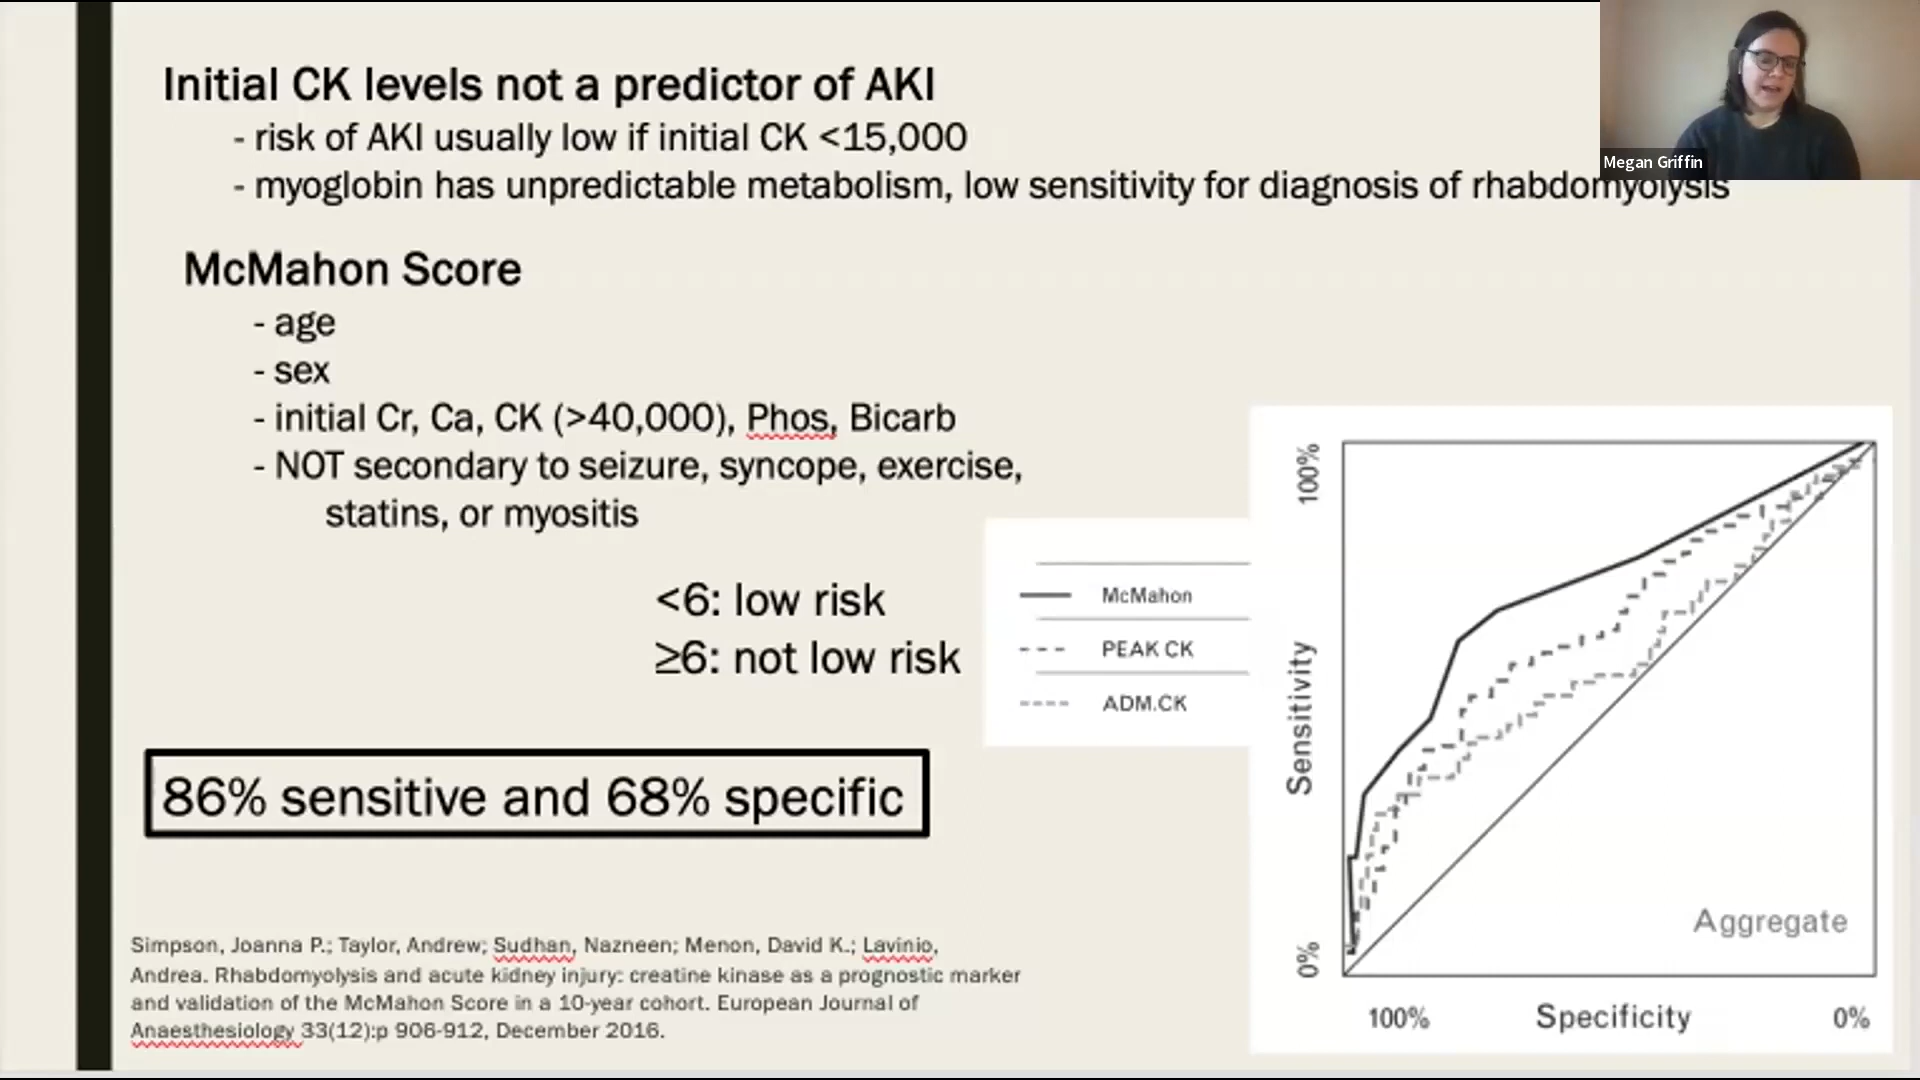 Initial CK levels not a predictor of AKI
- risk of AKI usually low if initial CK <15,000
- myoglobin has unpredictable metabolism, low sensitivity for diagnosis of rhabdomyolysis
Megan Griffin
McMahon Score
- age
- sex
- initial Cr, Ca, CK (>40,000), Phos, Bicarb
- NOT secondary to seizure, syncope, exercise,
statins, or myositis
<6: low risk
≥6: not low risk
86% sensitive and 68% specific
McMahon
PEAK CK
ADM.CK
100%
Sensitivity
0%
Aggregate
100%
Specificity
0%
Simpson, Joanna P.; Taylor, Andrew; Sudhan, Nazneen; Menon, David K.; Lavinio,
Andrea. Rhabdomyolysis and acute kidney injury: creatine kinase as a prognostic marker
and validation of the McMahon Score in a 10-year cohort. European Journal of
Anaesthesiology 33(12):p 906-912, December 2016.